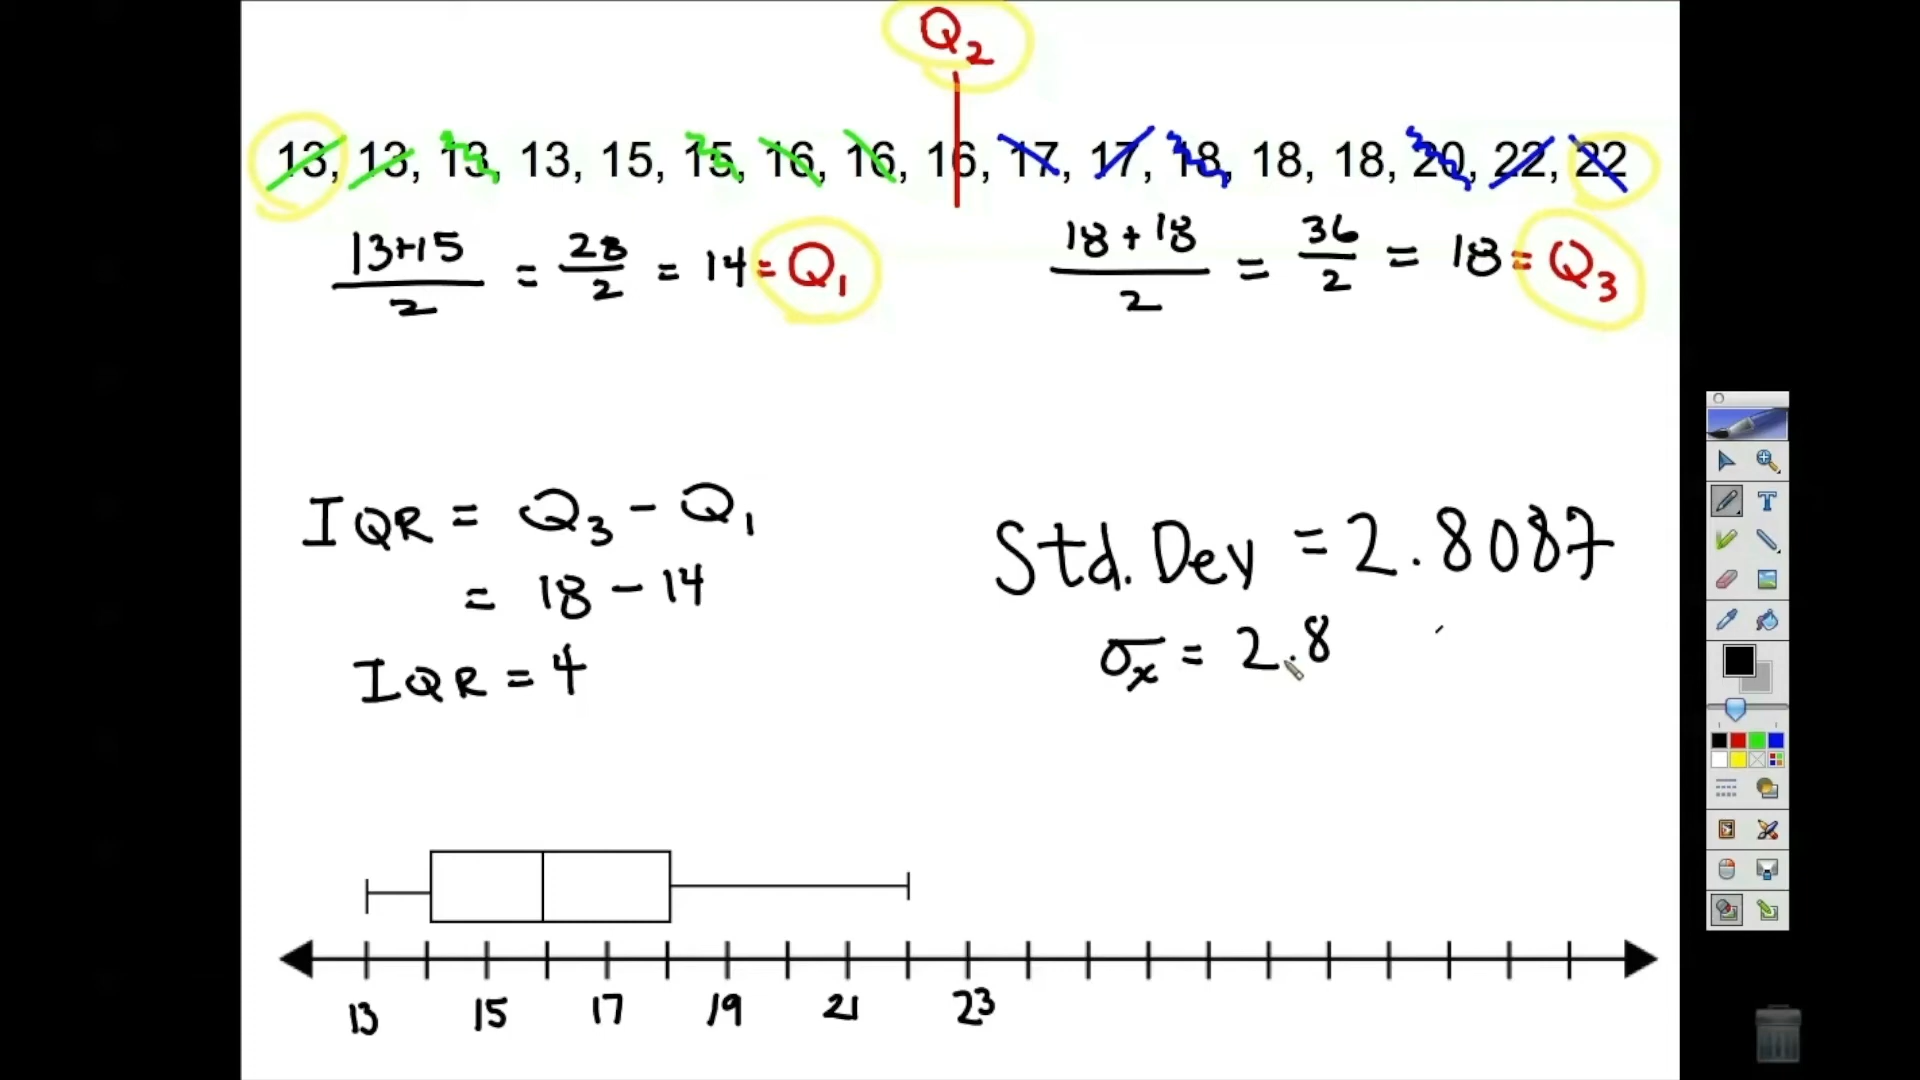 Q2
13, 13, 13, 13, 15, 15, 16, 16, 16, 17, 17, 18, 18, 18, 20, 22, 22
13+15/2 = 28/2 = 14 = Q1
18+18/2 = 36/2 = 18 = Q3
IQR = Q3 - Q1
= 18 - 14
IQR = 4
Std. Dev = 2.8087
σx = 2.8
13 15 17 19 21 23
T